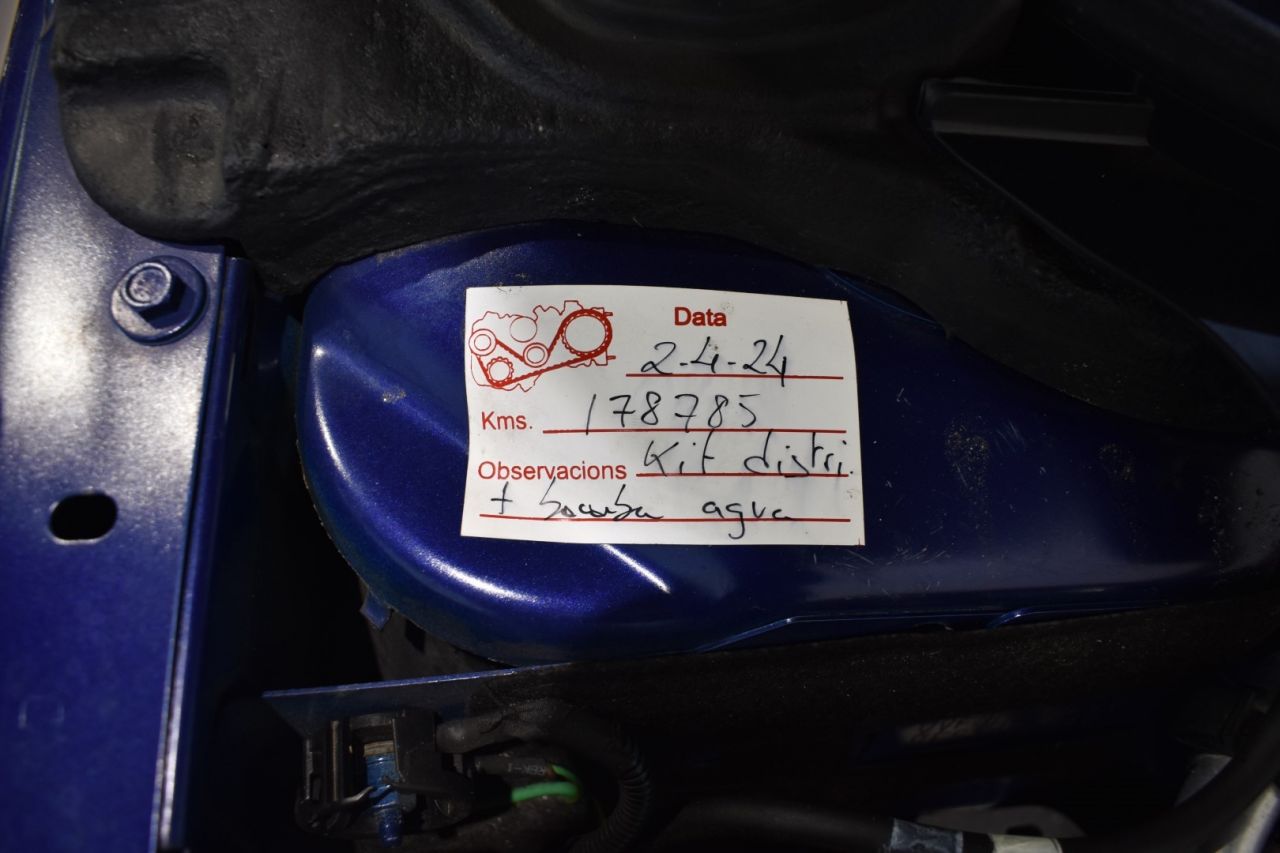 Data
2-4-24
Kms. 178785
Observacions Kit distri.
+ bomba agua